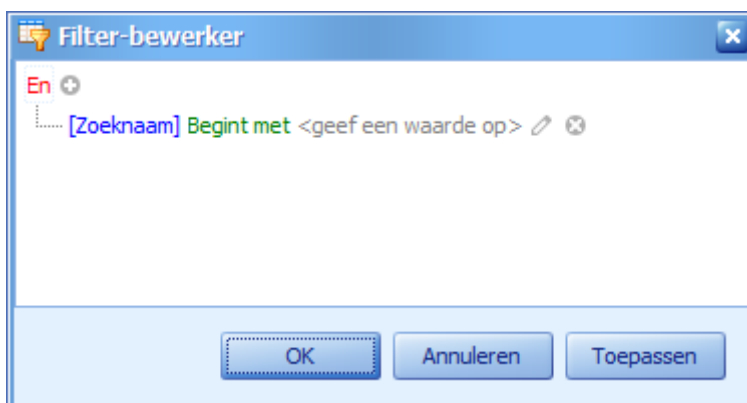 Filter-bewerker
En
[Zoeknaam] Begint met <geef een waarde op>
OK Annuleren Toepassen